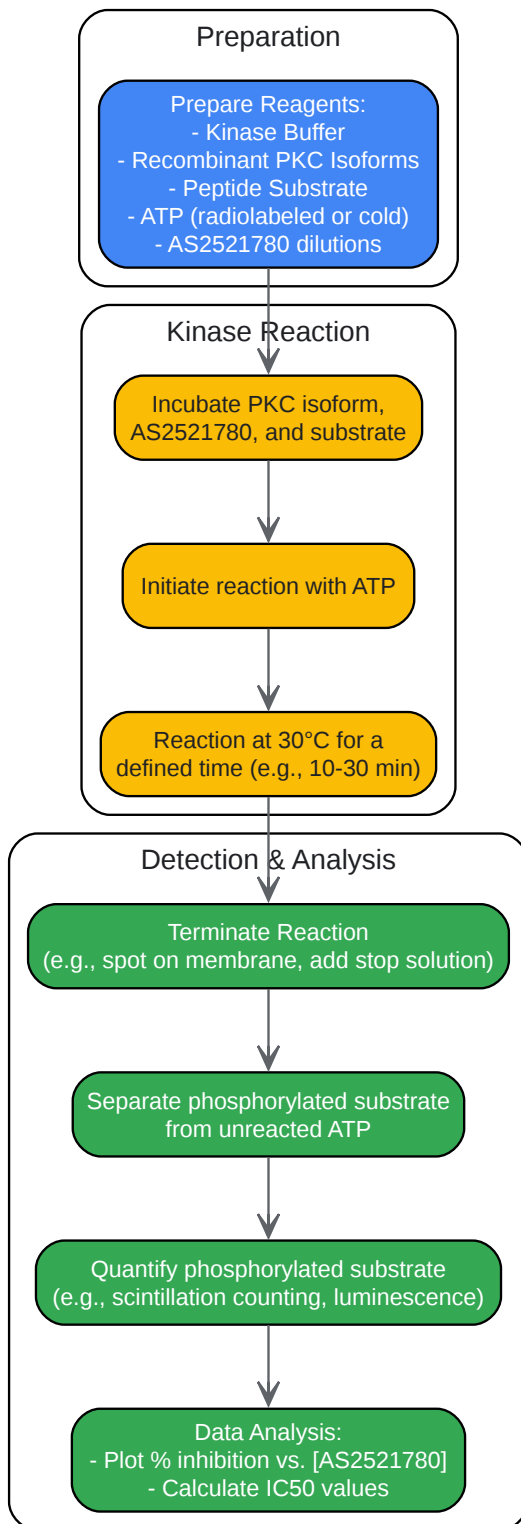 Preparation
Prepare Reagents:
- Kinase Buffer
- Recombinant PKC Isoforms
- Peptide Substrate
- ATP (radiolabeled or cold)
- AS2521780 dilutions
Kinase Reaction
Incubate PKC isoform,
AS2521780, and substrate
Initiate reaction with ATP
Reaction at 30°C for a
defined time (e.g., 10-30 min)
Detection & Analysis
Terminate Reaction
(e.g., spot on membrane, add stop solution)
Separate phosphorylated substrate
from unreacted ATP
Quantify phosphorylated substrate
(e.g., scintillation counting, luminescence)
Data Analysis:
- Plot % inhibition vs. [AS2521780]
- Calculate IC50 values